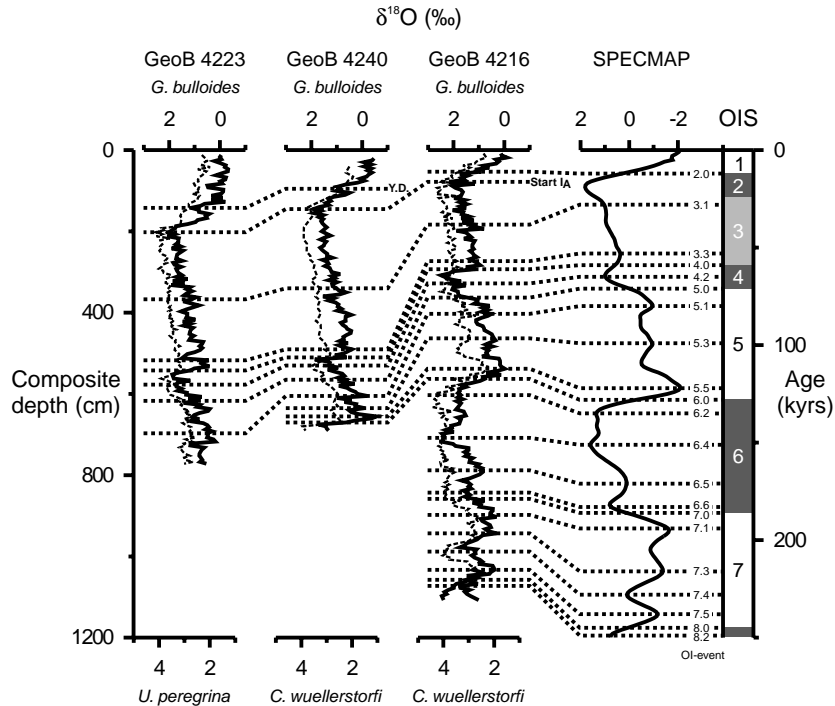 δ18O (‰)
GeoB 4223 GeoB 4240 GeoB 4216 SPECMAP
G. bulloides G. bulloides G. bulloides
2 0 2 0 2 0 2 0 -2 OIS
0 0
1
2.0
Y.D. Start IA 2
3.1
3
3.3
4.0
4.2 4
5.0
400 5.1
5
5.3 100
Composite depth (cm)
Age (kyrs)
5.5
6.0
6.2
6.4
6
800 6.5
6.6
7.0
7.1
200
7.3 7
7.4
7.5
8.0
1200 8.2
OI-event
4 2 4 2 4 2
U. peregrina C. wuellerstorfi C. wuellerstorfi